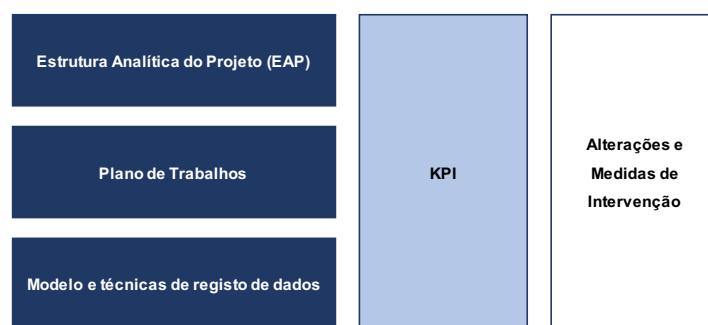 Estrutura Analítica do Projeto (EAP)
Plano de Trabalhos
Modelo e técnicas de registo de dados
KPI
Alterações e
Medidas de
Intervenção